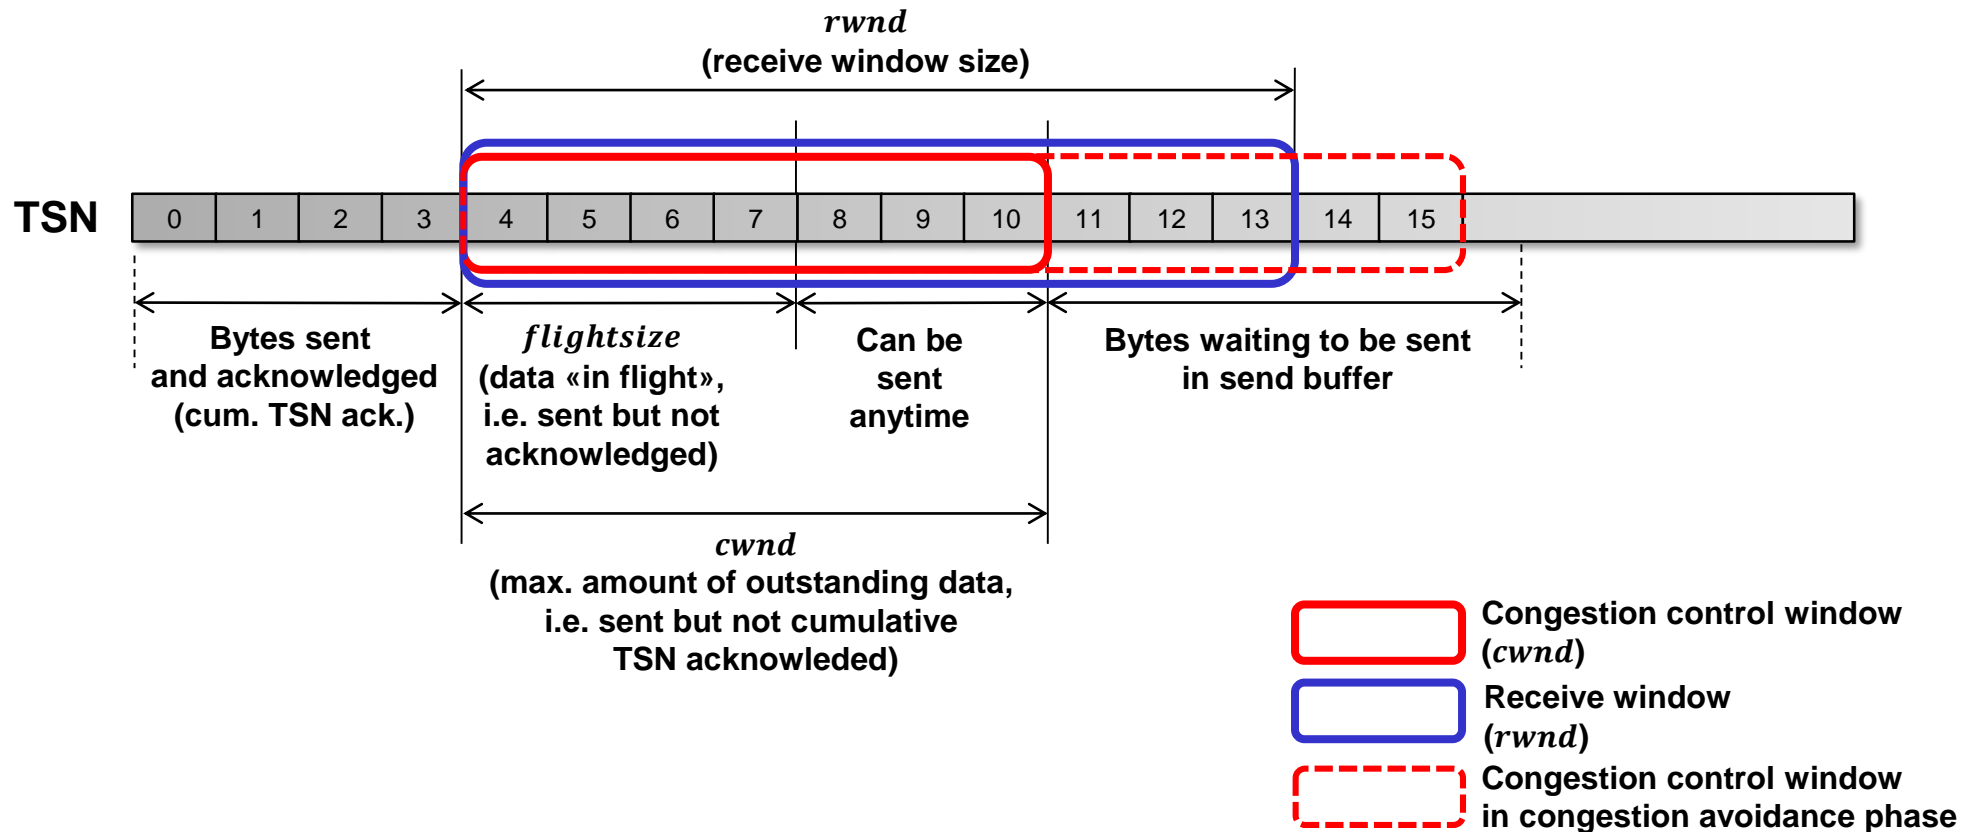 rwnd
(receive window size)
TSN
0 1 2 3 4 5 6 7 8 9 10 11 12 13 14 15
Bytes sent
and acknowledged
(cum. TSN ack.)
flightsize
(data «in flight»,
i.e. sent but not
acknowledged)
Can be
sent
anytime
Bytes waiting to be sent
in send buffer
cwnd
(max. amount of outstanding data,
i.e. sent but not cumulative
TSN acknowleded)
Congestion control window
(cwnd)
Receive window
(rwnd)
Congestion control window
in congestion avoidance phase